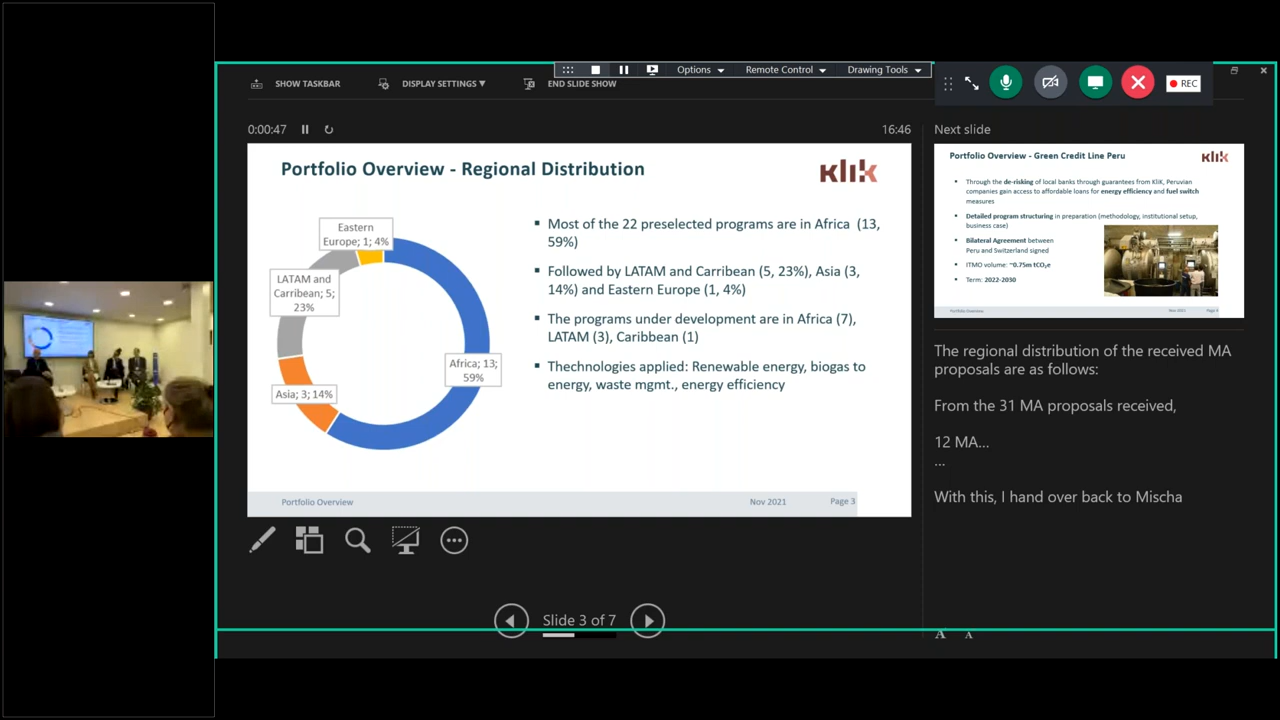 SHOW TASKBAR
DISPLAY SETTINGS ▼
END SLIDE SHOW
Options
Remote Control
Drawing Tools
REC
0:00:47
16:46
Next slide
Portfolio Overview - Regional Distribution
klik
Eastern
Europe; 1; 4%
LATAM and
Carribean; 5;
23%
Asia; 3; 14%
Africa; 13;
59%
Most of the 22 preselected programs are in Africa (13,
59%)
Followed by LATAM and Carribean (5, 23%), Asia (3,
14%) and Eastern Europe (1, 4%)
The programs under development are in Africa (7),
LATAM (3), Caribbean (1)
Thechnologies applied: Renewable energy, biogas to
energy, waste mgmt., energy efficiency
Portfolio Overview
Nov 2021
Page 3
Portfolio Overview - Green Credit Line Peru
klik
Through the de-risking of local banks through guarantees from KliK, Peruvian
companies gain access to affordable loans for energy efficiency and fuel switch
measures
Detailed program structuring in preparation (methodology, institutional setup,
business case)
Bilateral Agreement between
Peru and Switzerland signed
ITMO volume: ~0.75m tCO₂e
Term: 2022-2030
Portfolio Overview
Nov 2021
Page
The regional distribution of the received MA
proposals are as follows:
From the 31 MA proposals received,
12 MA...
...
With this, I hand over back to Mischa
Slide 3 of 7
A A